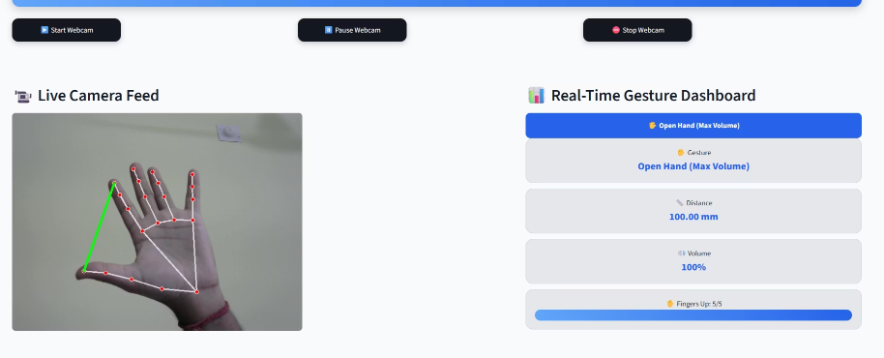 Start Webcam
Pause Webcam
Stop Webcam
Live Camera Feed
Real-Time Gesture Dashboard
Open Hand (Max Volume)
Gesture
Open Hand (Max Volume)
Distance
100.00 mm
Volume
100%
Fingers Up: 5/5